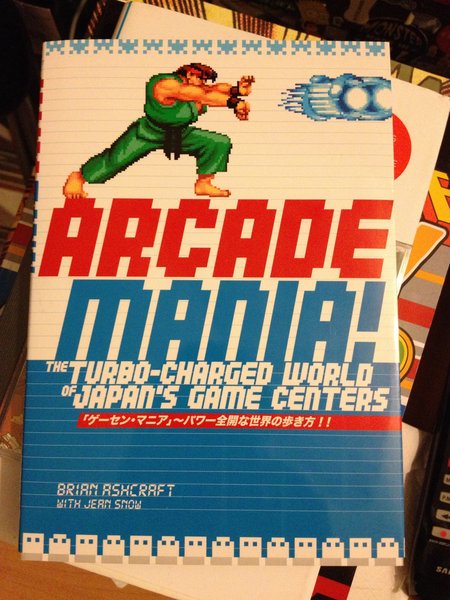 ARCADE
MANIA!
THE TURBO-CHARGED WORLD
OF JAPAN'S GAME CENTERS
「ゲーセン・マニア」～パワー全開な世界の歩き方！！
BRIAN ASHCRAFT
WITH JEAN SNOW